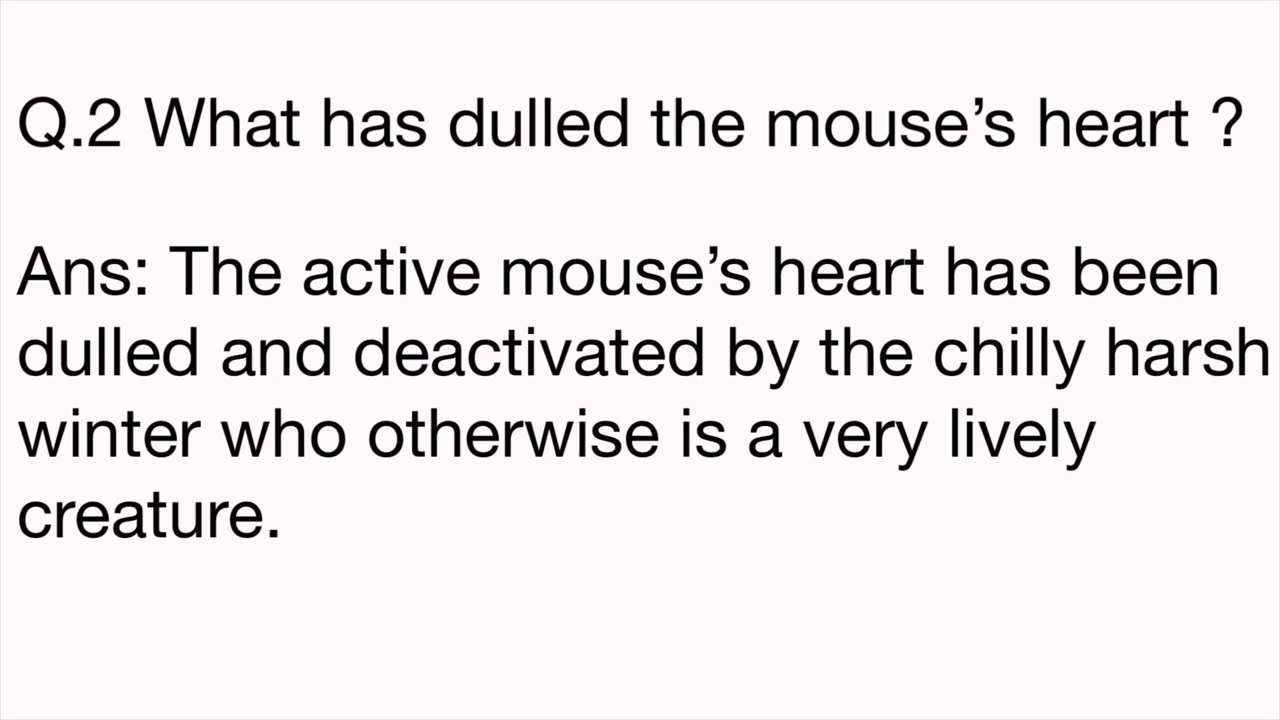 Q.2 What has dulled the mouse’s heart ?
Ans: The active mouse’s heart has been
dulled and deactivated by the chilly harsh
winter who otherwise is a very lively
creature.